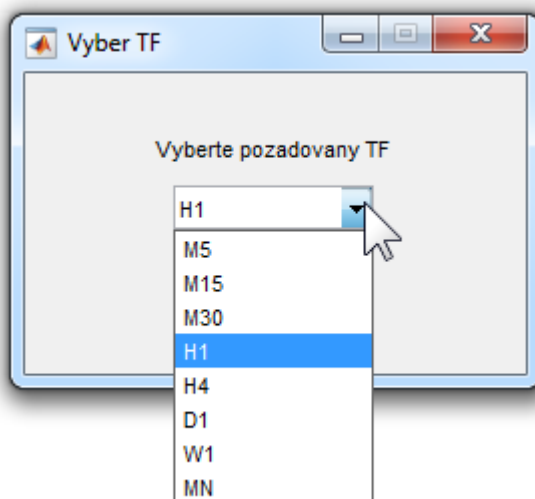 Vyber TF
Vyberte pozadovany TF
H1
M5
M15
M30
H1
H4
D1
W1
MN